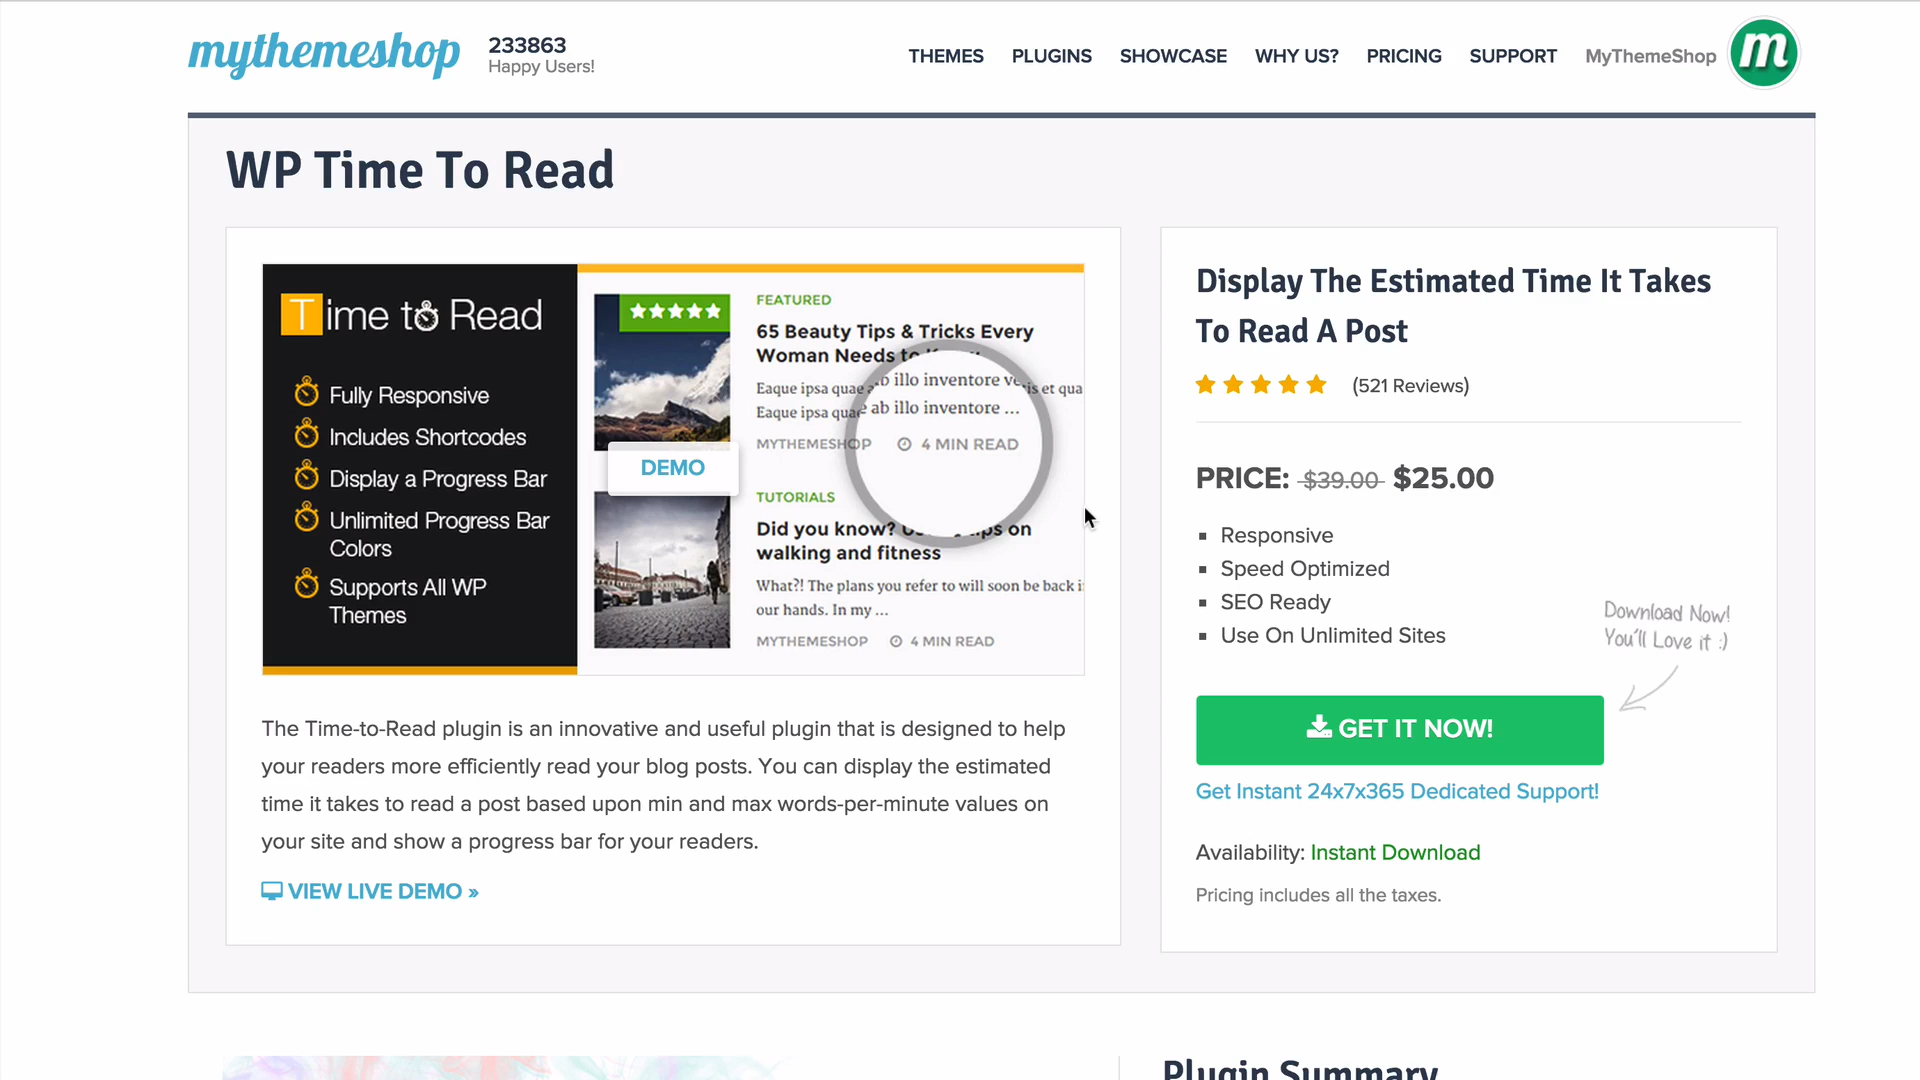 mythemeshop
233863
Happy Users!
THEMES
PLUGINS
SHOWCASE
WHY US?
PRICING
SUPPORT
MyThemeShop
m
WP Time To Read
Time to Read
Fully Responsive
Includes Shortcodes
Display a Progress Bar
Unlimited Progress Bar
Colors
Supports All WP
Themes
FEATURED
65 Beauty Tips & Tricks Every
Woman Needs to
Eaque ipsa quae ab illo inventore et qua
Eaque ipsa quae ab illo inventore ...
MYTHEMESHOP 4 MIN READ
DEMO
TUTORIALS
Did you know? on
walking and fitness
What?! The plans you refer to will soon be back
our hands. In my ...
MYTHEMESHOP 4 MIN READ
The Time-to-Read plugin is an innovative and useful plugin that is designed to help
your readers more efficiently read your blog posts. You can display the estimated
time it takes to read a post based upon min and max words-per-minute values on
your site and show a progress bar for your readers.
VIEW LIVE DEMO »
Display The Estimated Time It Takes
To Read A Post
(521 Reviews)
PRICE: $39.00 $25.00
Responsive
Speed Optimized
SEO Ready
Use On Unlimited Sites
Download Now!
You'll Love it :)
GET IT NOW!
Get Instant 24x7x365 Dedicated Support!
Availability: Instant Download
Pricing includes all the taxes.
Plugin Summary